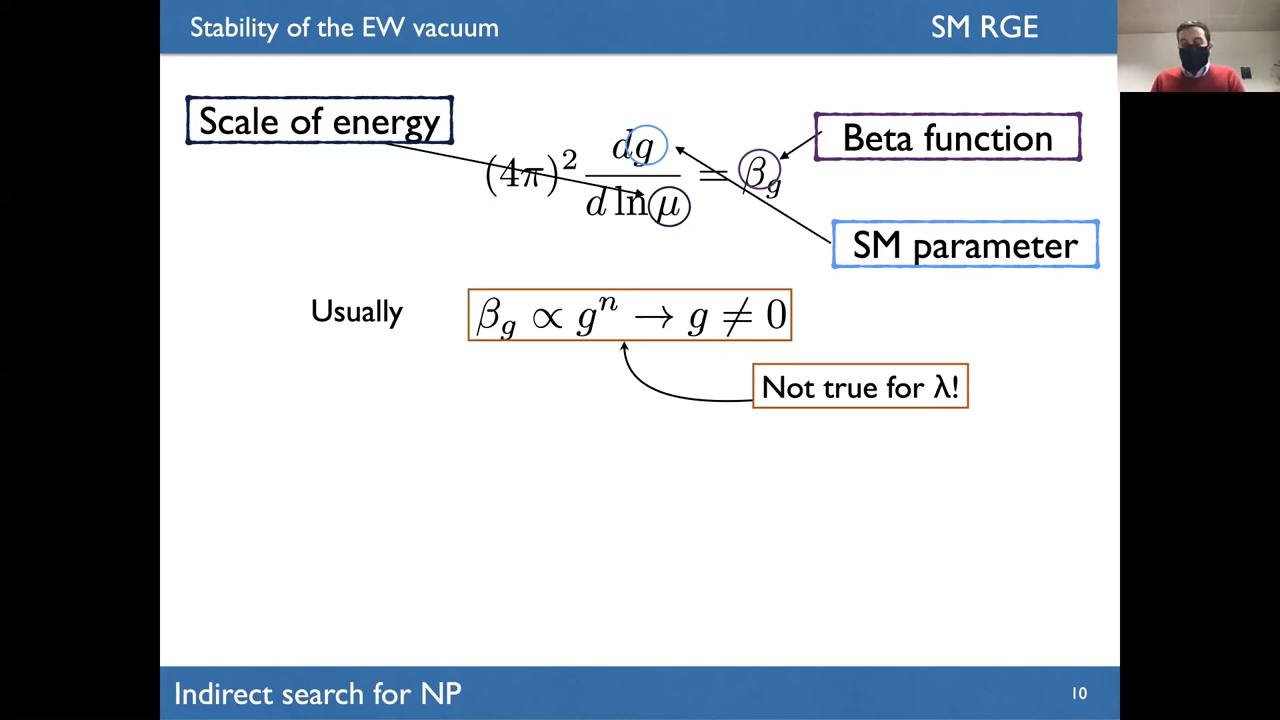 Stability of the EW vacuum
SM RGE
Scale of energy
Beta function
(4π)² dg / d ln μ = β_g
SM parameter
Usually
β_g ∝ gⁿ → g ≠ 0
Not true for λ!
Indirect search for NP
10